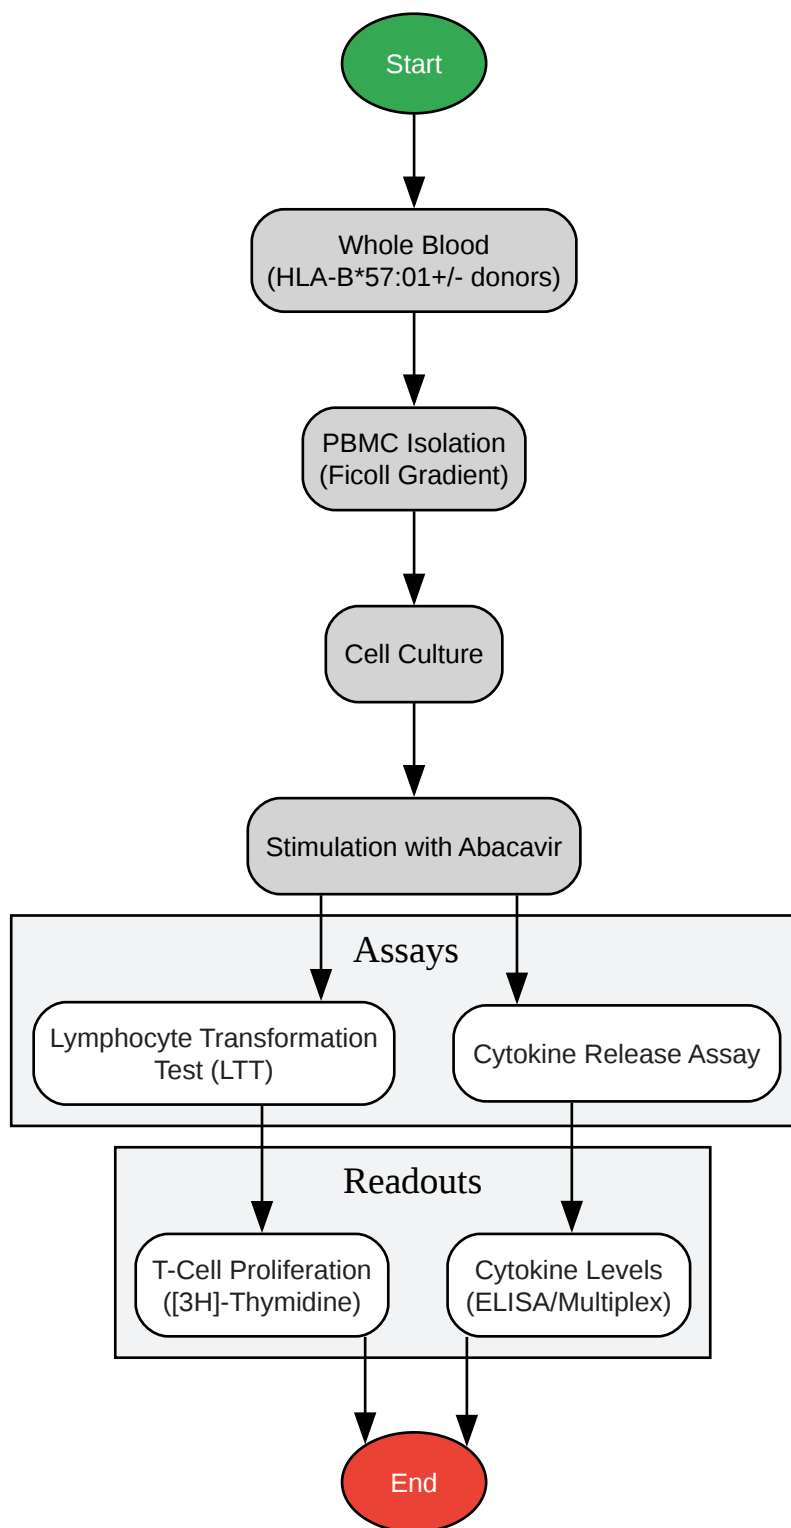 Start
Whole Blood
(HLA-B*57:01+/- donors)
PBMC Isolation
(Ficoll Gradient)
Cell Culture
Stimulation with Abacavir
Assays
Lymphocyte Transformation
Test (LTT)
Cytokine Release Assay
Readouts
T-Cell Proliferation
([3H]-Thymidine)
Cytokine Levels
(ELISA/Multiplex)
End